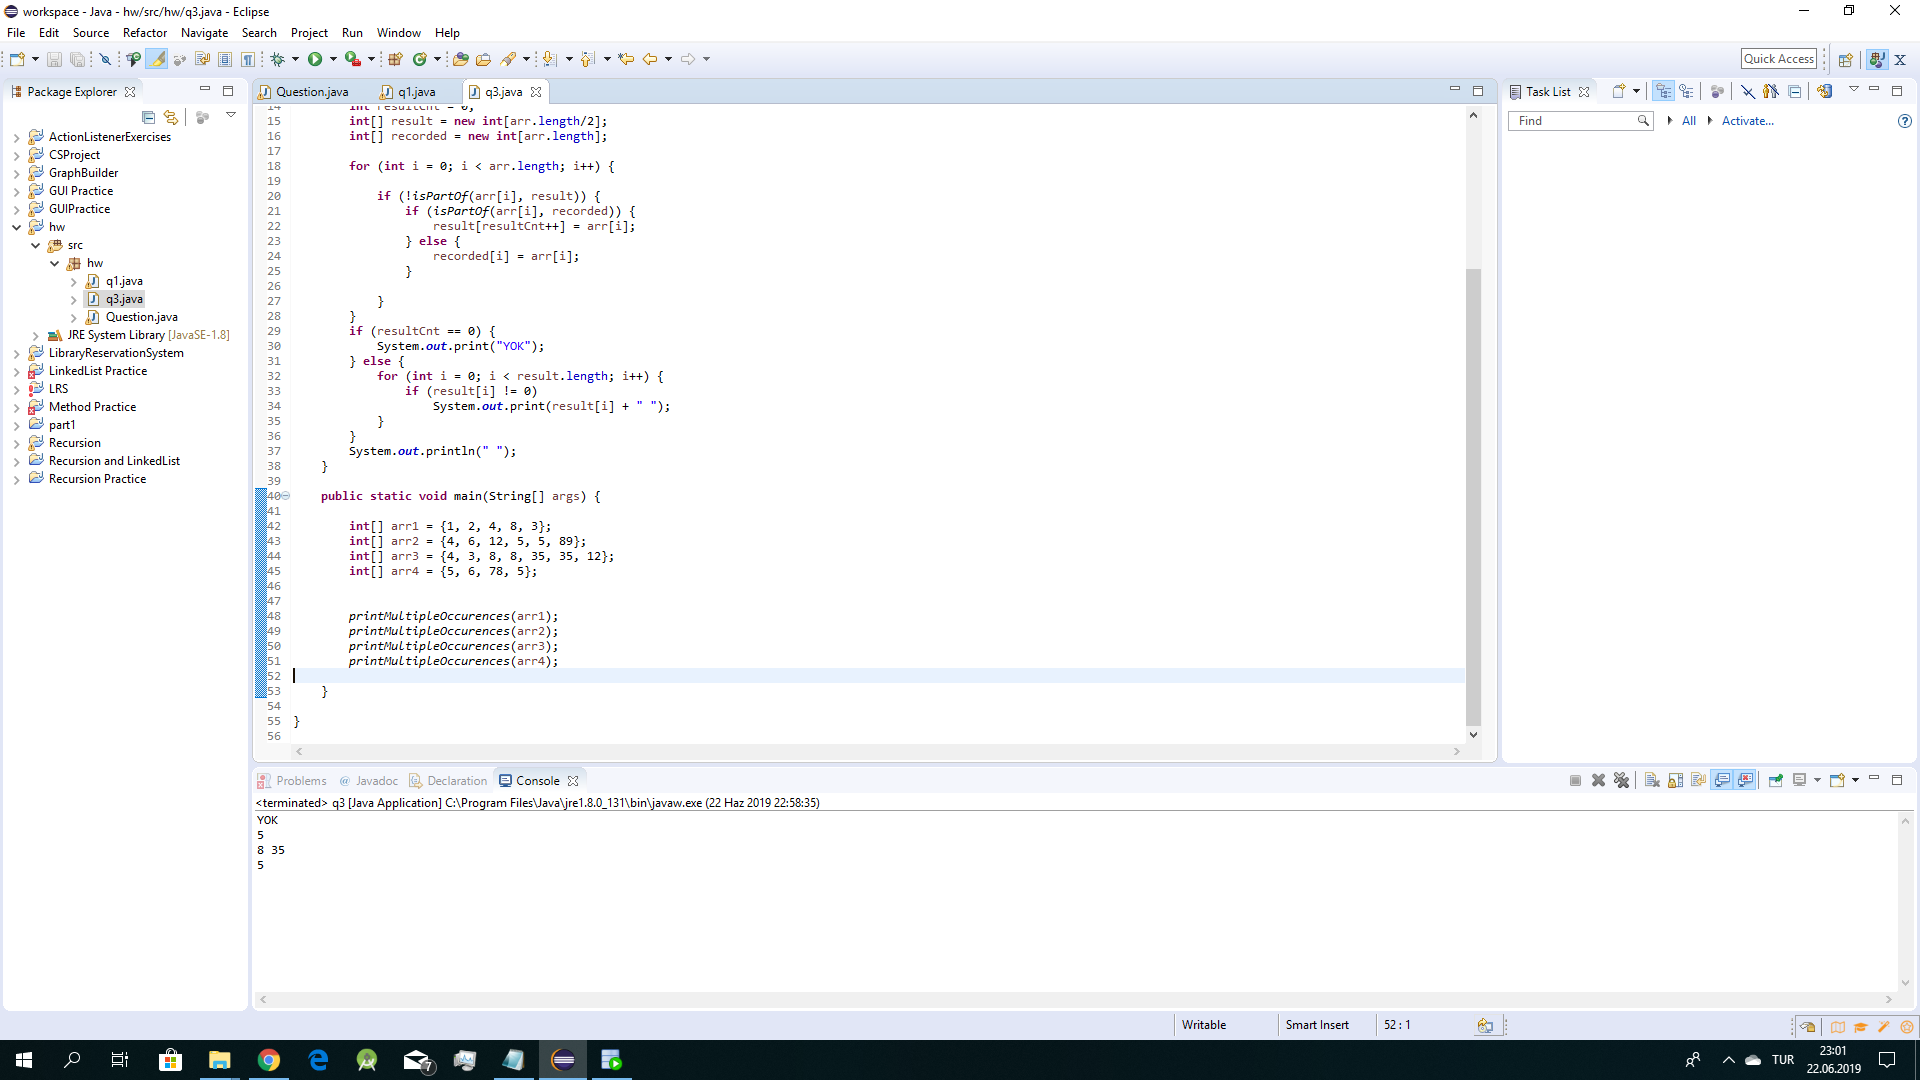 workspace - Java - hw/src/hw/q3.java - Eclipse
File Edit Source Refactor Navigate Search Project Run Window Help
Quick Access
Package Explorer
ActionListenerExercises
CSProject
GraphBuilder
GUI Practice
GUIPractice
hw
src
hw
q1.java
q3.java
Question.java
JRE System Library [JavaSE-1.8]
LibraryReservationSystem
LinkedList Practice
LRS
Method Practice
part1
Recursion
Recursion and LinkedList
Recursion Practice
Question.java q1.java q3.java
14 int resultCnt = 0;
15 int[] result = new int[arr.length/2];
16 int[] recorded = new int[arr.length];
17
18 for (int i = 0; i < arr.length; i++) {
19
20 if (!isPartOf(arr[i], result)) {
21 if (isPartOf(arr[i], recorded)) {
22 result[resultCnt++] = arr[i];
23 } else {
24 recorded[i] = arr[i];
25 }
26
27 }
28 }
29 if (resultCnt == 0) {
30 System.out.print("YOK");
31 } else {
32 for (int i = 0; i < result.length; i++) {
33 if (result[i] != 0)
34 System.out.print(result[i] + " ");
35 }
36 }
37 System.out.println(" ");
38 }
39
40 public static void main(String[] args) {
41
42 int[] arr1 = {1, 2, 4, 8, 3};
43 int[] arr2 = {4, 6, 12, 5, 5, 89};
44 int[] arr3 = {4, 3, 8, 8, 35, 35, 12};
45 int[] arr4 = {5, 6, 78, 5};
46
47
48 printMultipleOccurences(arr1);
49 printMultipleOccurences(arr2);
50 printMultipleOccurences(arr3);
51 printMultipleOccurences(arr4);
52
53 }
54
55 }
56
Task List
Find All Activate...
Problems Javadoc Declaration Console
<terminated> q3 [Java Application] C:\Program Files\Java\jre1.8.0_131\bin\javaw.exe (22 Haz 2019 22:58:35)
YOK
5
8 35
5
Writable Smart Insert 52 : 1
7
TUR
23:01
22.06.2019